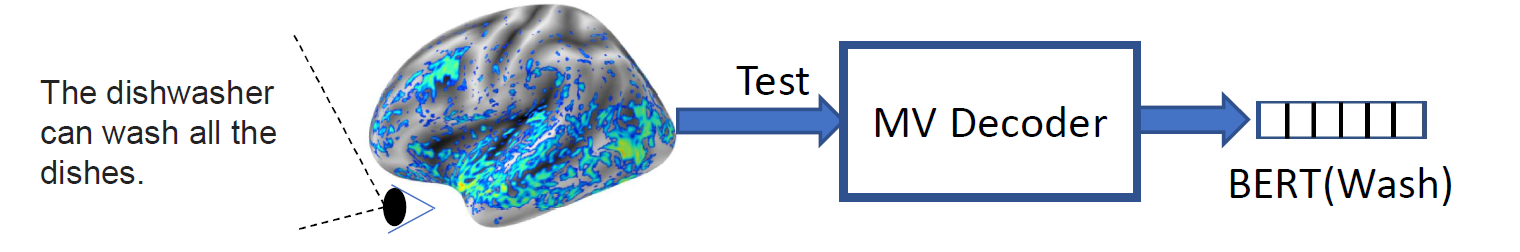 The dishwasher
can wash all the
dishes.
Test
MV Decoder
BERT(Wash)